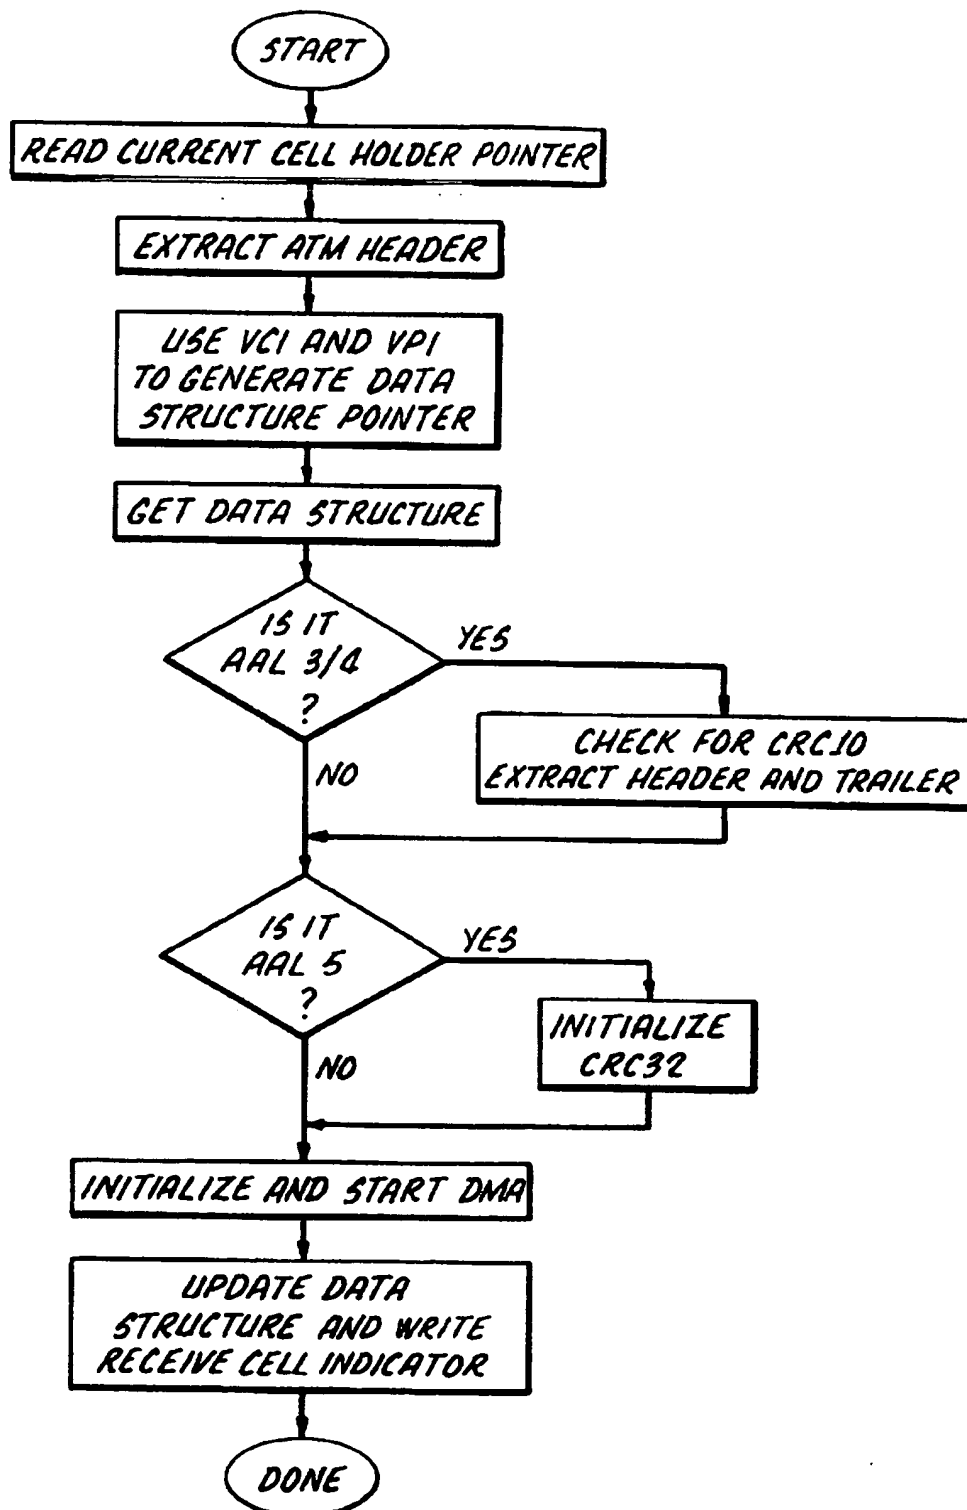 START
READ CURRENT CELL HOLDER POINTER
EXTRACT ATM HEADER
USE VCI AND VPI
TO GENERATE DATA
STRUCTURE POINTER
GET DATA STRUCTURE
IS IT
AAL 3/4
?
YES
CHECK FOR CRC10
EXTRACT HEADER AND TRAILER
NO
IS IT
AAL 5
?
YES
INITIALIZE
CRC32
NO
INITIALIZE AND START DMA
UPDATE DATA
STRUCTURE AND WRITE
RECEIVE CELL INDICATOR
DONE